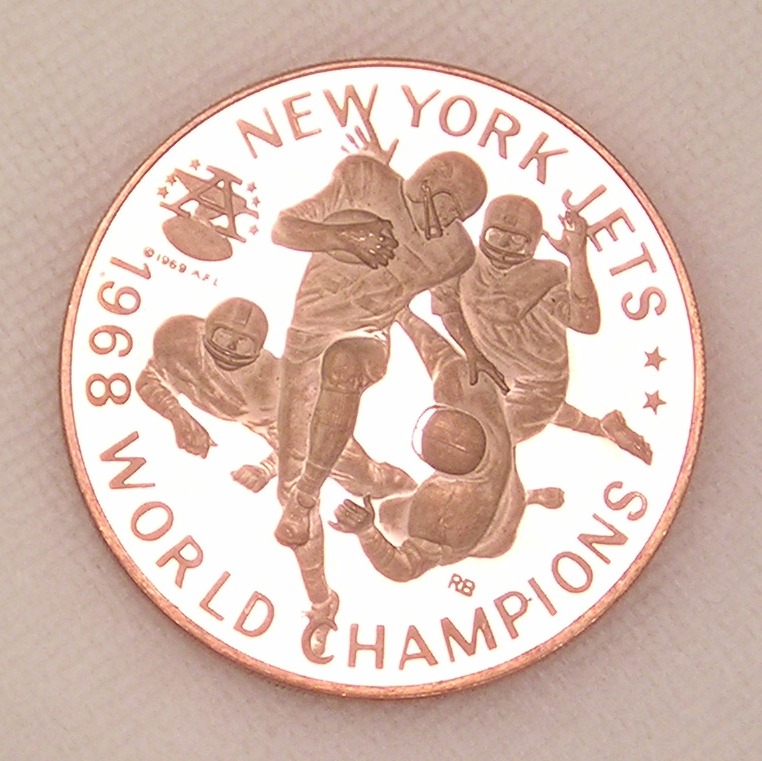 NEW YORK JETS
1968 WORLD CHAMPIONS
©1969 A.F.L
RB